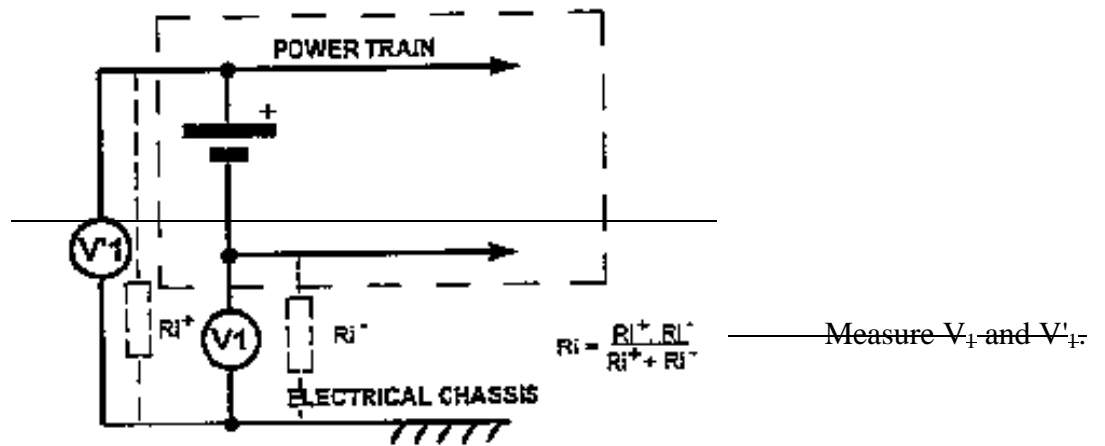 POWER TRAIN
+
V'1
Ri⁺
V1
Ri⁻
Ri = Ri⁺ . Ri⁻ / Ri⁺ + Ri⁻
Measure V₁ and V'₁.
ELECTRICAL CHASSIS